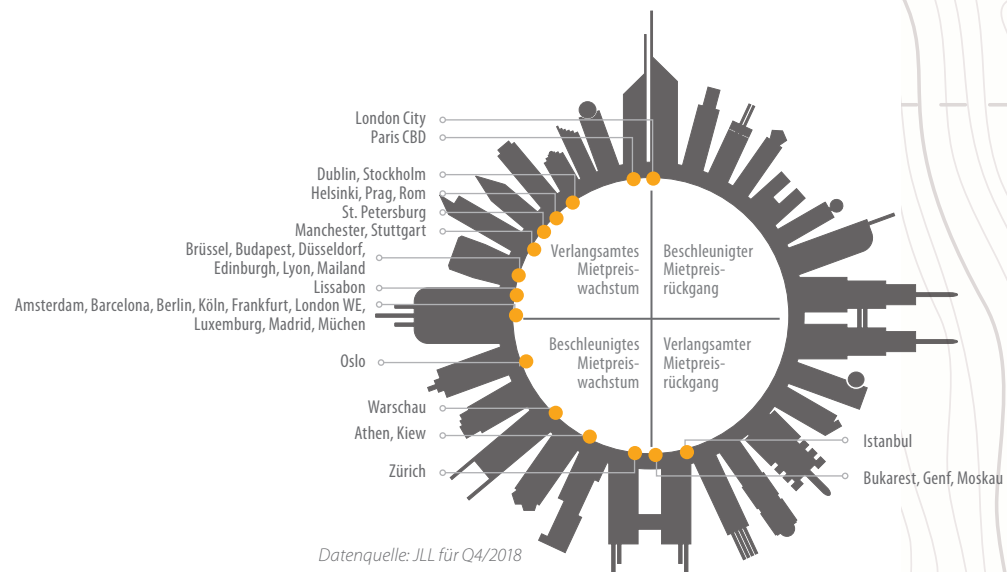 London City
Paris CBD
Dublin, Stockholm
Helsinki, Prag, Rom
St. Petersburg
Manchester, Stuttgart
Brüssel, Budapest, Düsseldorf,
Edinburgh, Lyon, Mailand
Lissabon
Amsterdam, Barcelona, Berlin, Köln, Frankfurt, London WE,
Luxemburg, Madrid, Müchen
Oslo
Warschau
Athen, Kiew
Zürich
Verlangsamtes
Mietpreis-
wachstum
Beschleunigter
Mietpreis-
rückgang
Beschleunigtes
Mietpreis-
wachstum
Verlangsamter
Mietpreis-
rückgang
Istanbul
Bukarest, Genf, Moskau
Datenquelle: JLL für Q4/2018